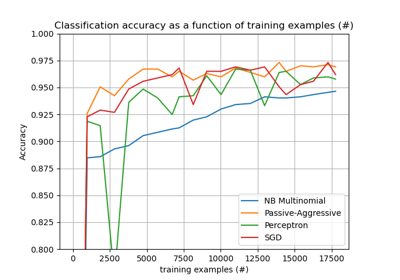 Classification accuracy as a function of training examples (#)
1.000
0.975
0.950
0.925
0.900
0.875
0.850
0.825
0.800
Accuracy
NB Multinomial
Passive-Aggressive
Perceptron
SGD
0 2500 5000 7500 10000 12500 15000 17500
training examples (#)